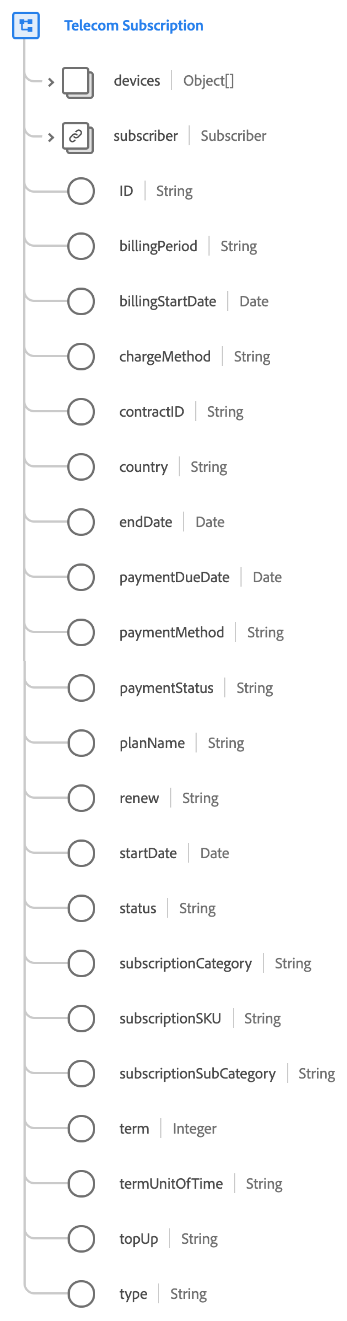 Telecom Subscription
devices Object[]
subscriber Subscriber
ID String
billingPeriod String
billingStartDate Date
chargeMethod String
contractID String
country String
endDate Date
paymentDueDate Date
paymentMethod String
paymentStatus String
planName String
renew String
startDate Date
status String
subscriptionCategory String
subscriptionSKU String
subscriptionSubCategory String
term Integer
termUnitOfTime String
topUp String
type String